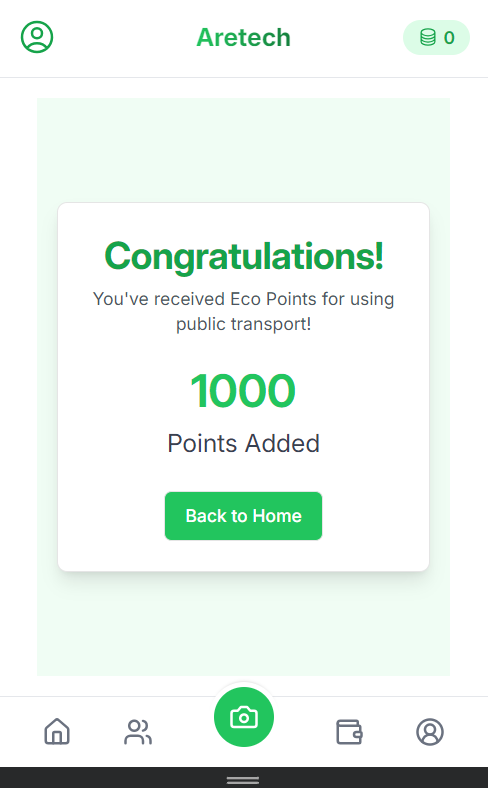 Aretech
0
Congratulations!
You've received Eco Points for using
public transport!
1000
Points Added
Back to Home